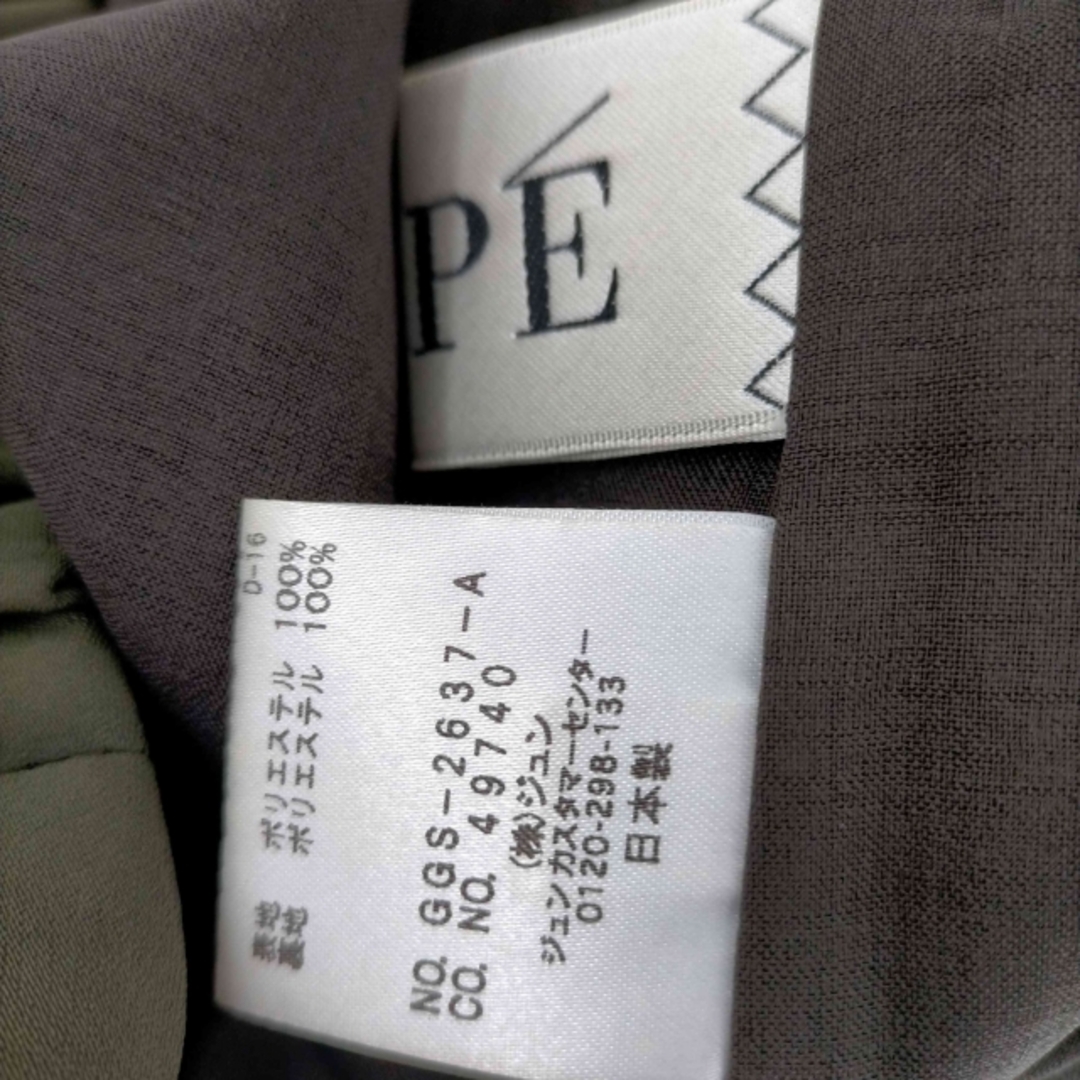 PÉ
D-16
表地 ポリエステル 100%
裏地 ポリエステル 100%
NO. GGS-2637-A
CO. NO. 49740
(株)ジュン
ジュンカスタマーセンター
0120-298-133
日本製